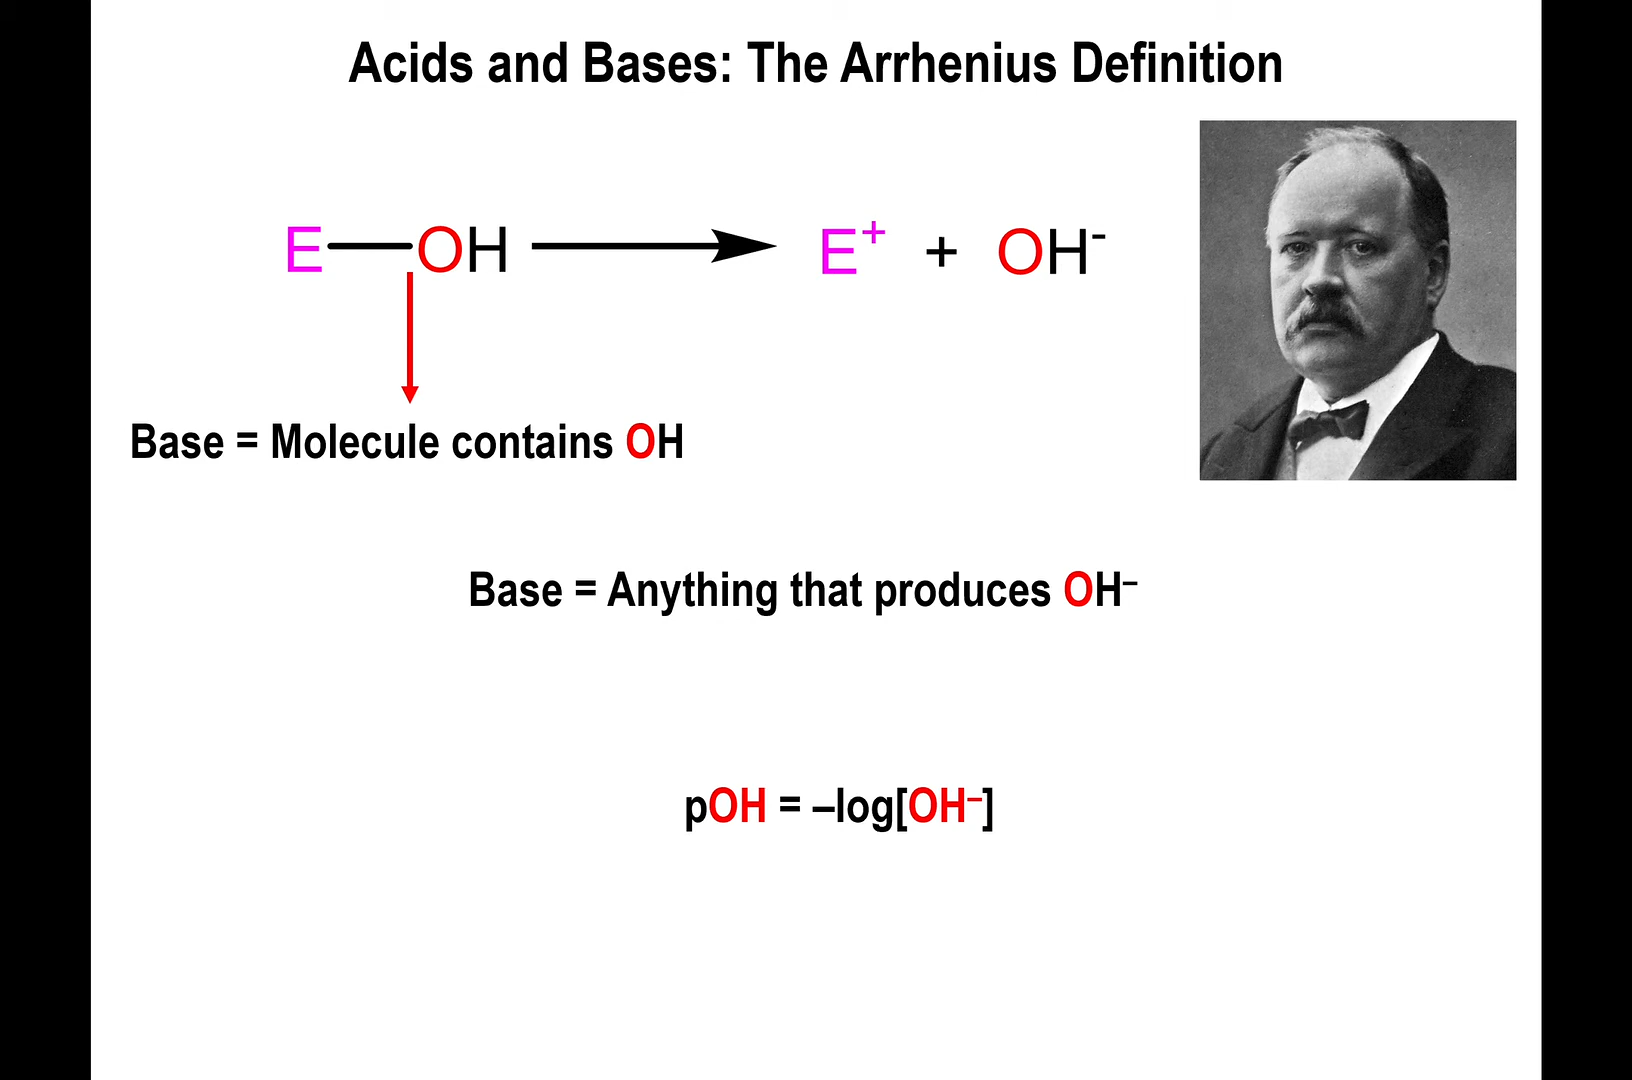 Acids and Bases: The Arrhenius Definition
E—OH ⟶ E⁺ + OH⁻
Base = Molecule contains OH
Base = Anything that produces OH⁻
pOH = –log[OH⁻]